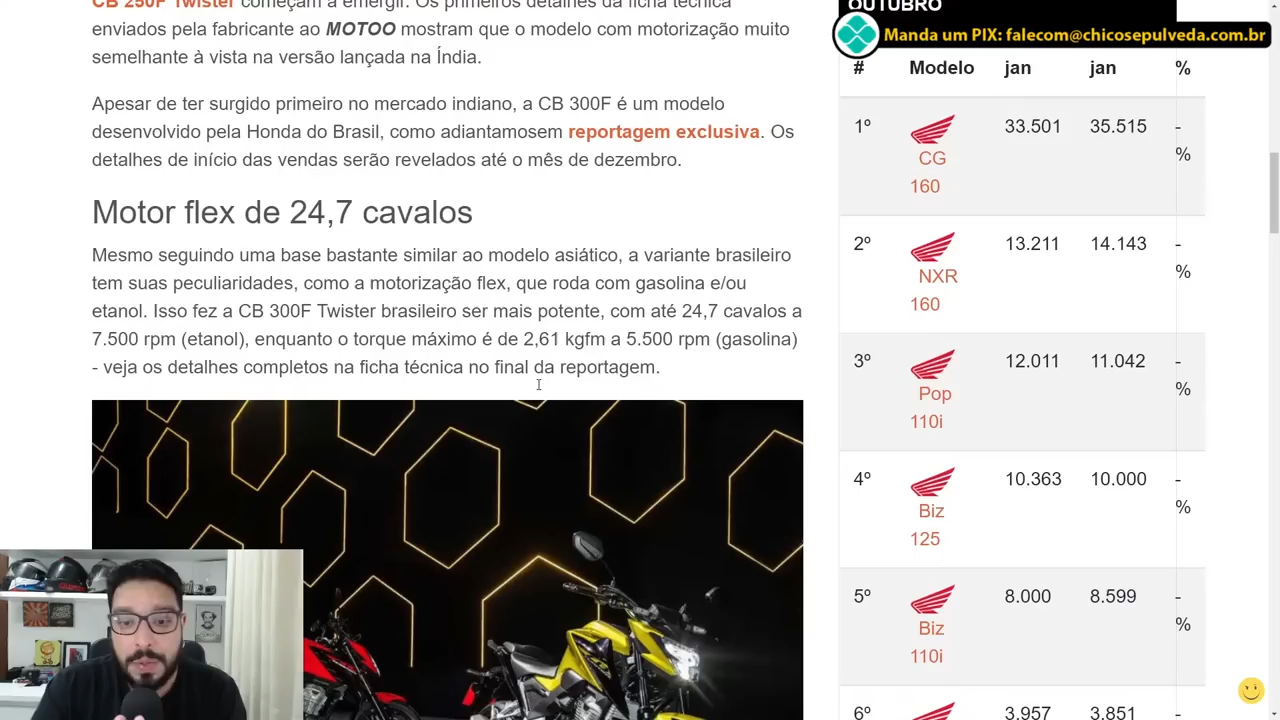 CB 250F Twister começam a emergir. Os primeiros detalhes da ficha técnica
enviados pela fabricante ao MOTOO mostram que o modelo com motorização muito
semelhante à vista na versão lançada na Índia.
Apesar de ter surgido primeiro no mercado indiano, a CB 300F é um modelo
desenvolvido pela Honda do Brasil, como adiantamosem reportagem exclusiva. Os
detalhes de início das vendas serão revelados até o mês de dezembro.
Motor flex de 24,7 cavalos
Mesmo seguindo uma base bastante similar ao modelo asiático, a variante brasileiro
tem suas peculiaridades, como a motorização flex, que roda com gasolina e/ou
etanol. Isso fez a CB 300F Twister brasileiro ser mais potente, com até 24,7 cavalos a
7.500 rpm (etanol), enquanto o torque máximo é de 2,61 kgfm a 5.500 rpm (gasolina)
- veja os detalhes completos na ficha técnica no final da reportagem.
OUTUBRO
Manda um PIX: falecom@chicosepulveda.com.br
# Modelo jan jan %
1º CG 160 33.501 35.515 - %
2º NXR 160 13.211 14.143 - %
3º Pop 110i 12.011 11.042 - %
4º Biz 125 10.363 10.000 - %
5º Biz 110i 8.000 8.599 - %
6º 3.957 3.851 -